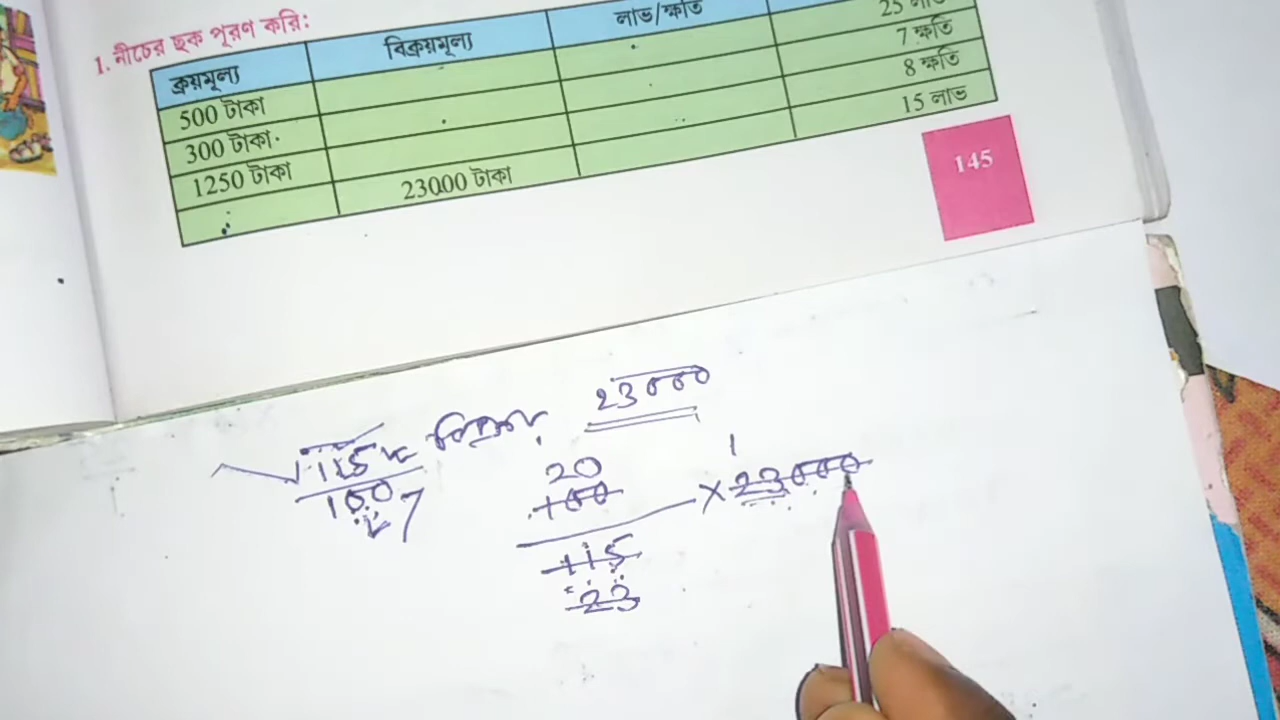 1. নীচের ছক পূরণ করি:
ক্রয়মূল্য বিক্রয়মূল্য লাভ/ক্ষতি
500 টাকা 25 লাভ
300 টাকা 7 ক্ষতি
1250 টাকা 8 ক্ষতি
23000 টাকা 15 লাভ
145
23000
115
100
20
100
× 23000
1
115
23